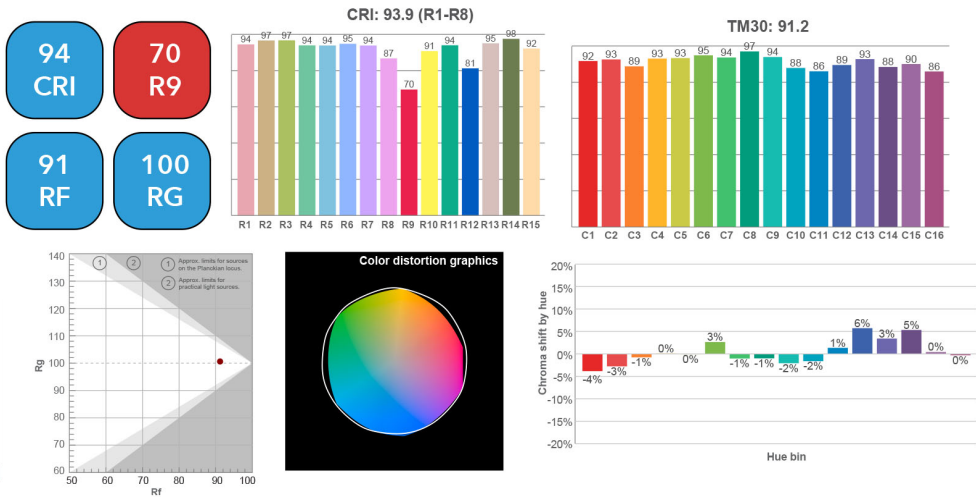 94
CRI
70
R9
91
RF
100
RG
CRI: 93.9 (R1-R8)
94 97 97 94 94 95 94 87 70 91 94 81 95 98 92
R1 R2 R3 R4 R5 R6 R7 R8 R9 R10 R11 R12 R13 R14 R15
TM30: 91.2
92 93 89 93 93 95 94 97 94 88 86 89 93 88 90 86
C1 C2 C3 C4 C5 C6 C7 C8 C9 C10 C11 C12 C13 C14 C15 C16
140
130
120
110
100
90
80
70
60
Rg
1 2
1 Approx. limits for sources
on the Planckian locus.
2 Approx. limits for
practical light sources.
50 60 70 80 90 100
Rf
Color distortion graphics
Chroma shift by hue
20%
15%
10%
5%
0%
-5%
-10%
-15%
-20%
-4% -3% -1% 0% 0% 3% -1% -1% -2% -2% 1% 6% 3% 5% 0% 0%
Hue bin